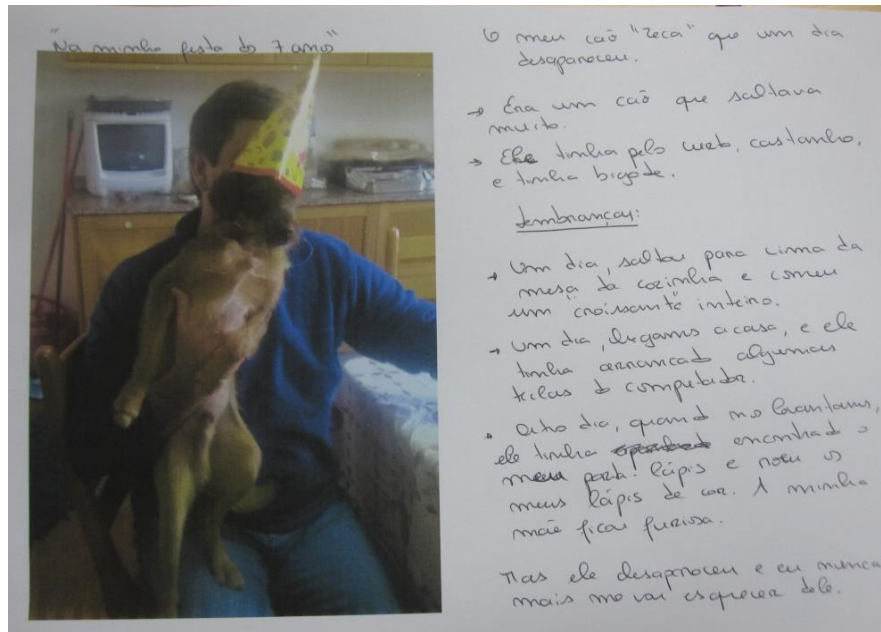 "Na minha festa do 7 anos"
O meu cão "Zeca" que um dia
desapareceu.
→ Era um cão que saltava
muito.
→ Ele tinha pelo curto, castanho,
e tinha bigode.
Lembranças:
→ Um dia, saltou para cima da
mesa da cozinha e comeu
um croissante inteiro.
→ Um dia, chegamos a casa, e ele
tinha arrancado algumas
teclas do computador.
• Outro dia, quando nos levantamos,
ele tinha encontrado o
meu porta-lápis e roeu os
meus lápis de cor. A minha
mãe ficou furiosa.
Mas ele desapareceu e eu nunca
mais me vou esquecer dele.